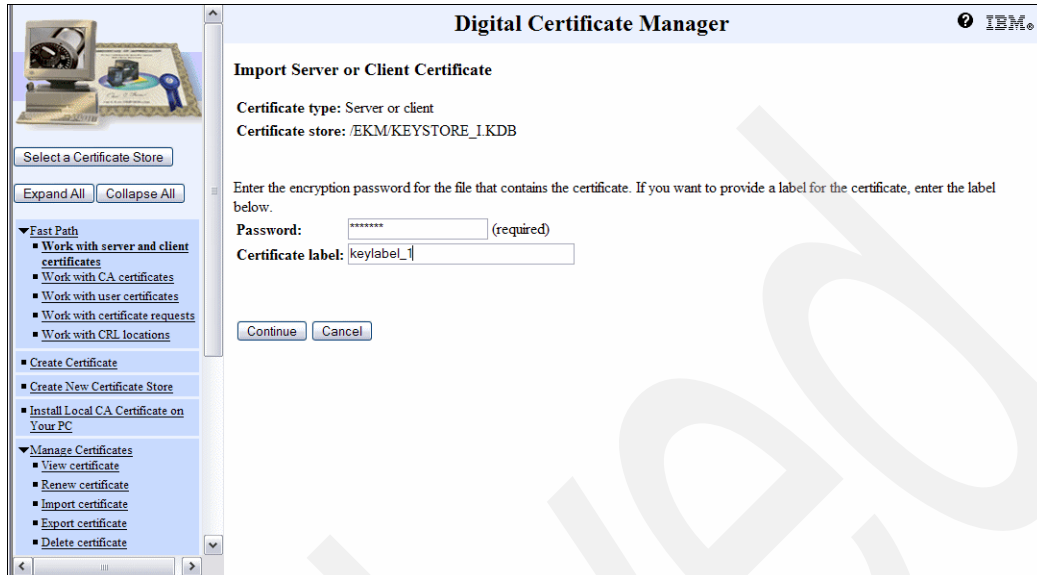 Digital Certificate Manager
IBM®
Select a Certificate Store
Expand All Collapse All
Fast Path
Work with server and client
certificates
Work with CA certificates
Work with user certificates
Work with certificate requests
Work with CRL locations
Create Certificate
Create New Certificate Store
Install Local CA Certificate on
Your PC
Manage Certificates
View certificate
Renew certificate
Import certificate
Export certificate
Delete certificate
Import Server or Client Certificate
Certificate type: Server or client
Certificate store: /EKM/KEYSTORE_I.KDB
Enter the encryption password for the file that contains the certificate. If you want to provide a label for the certificate, enter the label
below.
Password: ******* (required)
Certificate label: keylabel_1
Continue Cancel